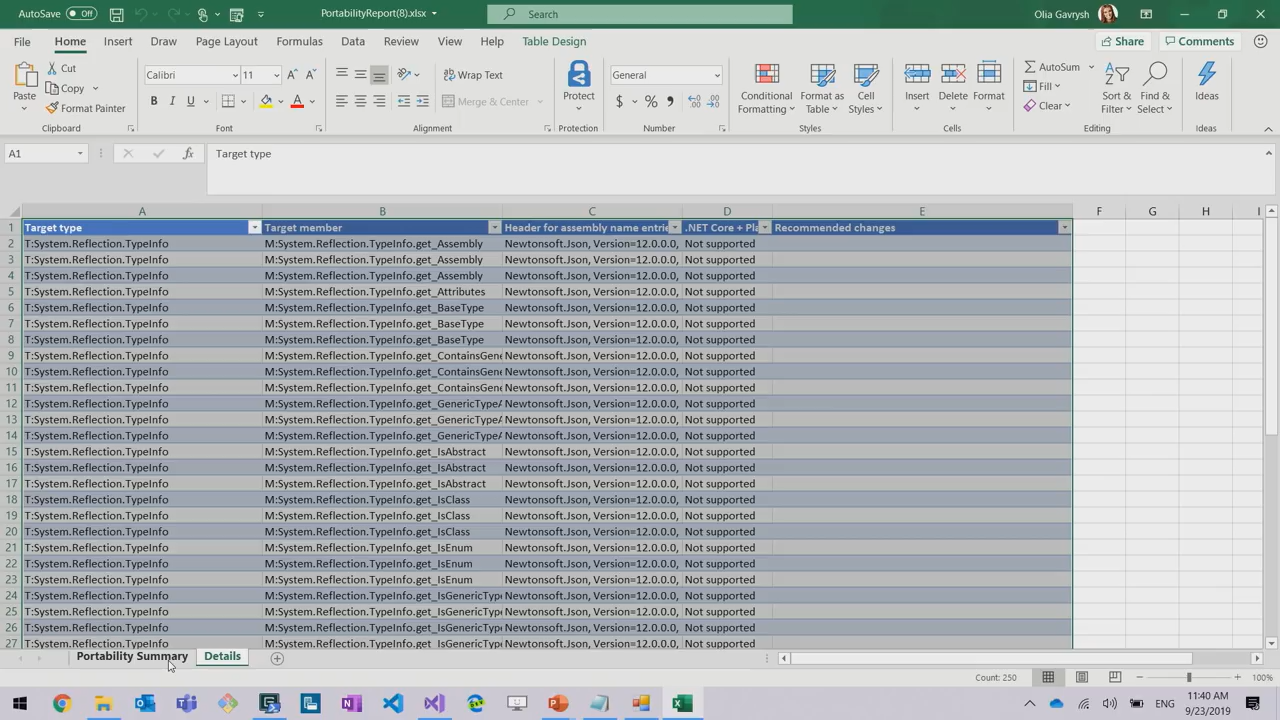 AutoSave Off PortabilityReport(8).xlsx Search Olia Gavrysh
File Home Insert Draw Page Layout Formulas Data Review View Help Table Design Share Comments
Paste Cut Copy Format Painter Clipboard
Calibri 11 B I U Font
Wrap Text Merge & Center Alignment
Protect Protection
General $ % Number
Conditional Formatting Format as Table Cell Styles Styles
Insert Delete Format Cells
AutoSum Fill Clear Sort & Filter Find & Select Editing
Ideas Ideas
A1 fx Target type
A B C D E F G H I
1 Target type Target member Header for assembly name entrie .NET Core + Pla Recommended changes
2 T:System.Reflection.TypeInfo M:System.Reflection.TypeInfo.get_Assembly Newtonsoft.Json, Version=12.0.0.0, Not supported
3 T:System.Reflection.TypeInfo M:System.Reflection.TypeInfo.get_Assembly Newtonsoft.Json, Version=12.0.0.0, Not supported
4 T:System.Reflection.TypeInfo M:System.Reflection.TypeInfo.get_Assembly Newtonsoft.Json, Version=12.0.0.0, Not supported
5 T:System.Reflection.TypeInfo M:System.Reflection.TypeInfo.get_Attributes Newtonsoft.Json, Version=12.0.0.0, Not supported
6 T:System.Reflection.TypeInfo M:System.Reflection.TypeInfo.get_BaseType Newtonsoft.Json, Version=12.0.0.0, Not supported
7 T:System.Reflection.TypeInfo M:System.Reflection.TypeInfo.get_BaseType Newtonsoft.Json, Version=12.0.0.0, Not supported
8 T:System.Reflection.TypeInfo M:System.Reflection.TypeInfo.get_BaseType Newtonsoft.Json, Version=12.0.0.0, Not supported
9 T:System.Reflection.TypeInfo M:System.Reflection.TypeInfo.get_ContainsGene Newtonsoft.Json, Version=12.0.0.0, Not supported
10 T:System.Reflection.TypeInfo M:System.Reflection.TypeInfo.get_ContainsGene Newtonsoft.Json, Version=12.0.0.0, Not supported
11 T:System.Reflection.TypeInfo M:System.Reflection.TypeInfo.get_ContainsGene Newtonsoft.Json, Version=12.0.0.0, Not supported
12 T:System.Reflection.TypeInfo M:System.Reflection.TypeInfo.get_GenericTypeA Newtonsoft.Json, Version=12.0.0.0, Not supported
13 T:System.Reflection.TypeInfo M:System.Reflection.TypeInfo.get_GenericTypeA Newtonsoft.Json, Version=12.0.0.0, Not supported
14 T:System.Reflection.TypeInfo M:System.Reflection.TypeInfo.get_GenericTypeA Newtonsoft.Json, Version=12.0.0.0, Not supported
15 T:System.Reflection.TypeInfo M:System.Reflection.TypeInfo.get_IsAbstract Newtonsoft.Json, Version=12.0.0.0, Not supported
16 T:System.Reflection.TypeInfo M:System.Reflection.TypeInfo.get_IsAbstract Newtonsoft.Json, Version=12.0.0.0, Not supported
17 T:System.Reflection.TypeInfo M:System.Reflection.TypeInfo.get_IsAbstract Newtonsoft.Json, Version=12.0.0.0, Not supported
18 T:System.Reflection.TypeInfo M:System.Reflection.TypeInfo.get_IsClass Newtonsoft.Json, Version=12.0.0.0, Not supported
19 T:System.Reflection.TypeInfo M:System.Reflection.TypeInfo.get_IsClass Newtonsoft.Json, Version=12.0.0.0, Not supported
20 T:System.Reflection.TypeInfo M:System.Reflection.TypeInfo.get_IsClass Newtonsoft.Json, Version=12.0.0.0, Not supported
21 T:System.Reflection.TypeInfo M:System.Reflection.TypeInfo.get_IsEnum Newtonsoft.Json, Version=12.0.0.0, Not supported
22 T:System.Reflection.TypeInfo M:System.Reflection.TypeInfo.get_IsEnum Newtonsoft.Json, Version=12.0.0.0, Not supported
23 T:System.Reflection.TypeInfo M:System.Reflection.TypeInfo.get_IsEnum Newtonsoft.Json, Version=12.0.0.0, Not supported
24 T:System.Reflection.TypeInfo M:System.Reflection.TypeInfo.get_IsGenericType Newtonsoft.Json, Version=12.0.0.0, Not supported
25 T:System.Reflection.TypeInfo M:System.Reflection.TypeInfo.get_IsGenericType Newtonsoft.Json, Version=12.0.0.0, Not supported
26 T:System.Reflection.TypeInfo M:System.Reflection.TypeInfo.get_IsGenericType Newtonsoft.Json, Version=12.0.0.0, Not supported
27 T:System.Reflection.TypeInfo M:System.Reflection.TypeInfo.get_IsGenericType Newtonsoft.Json, Version=12.0.0.0, Not supported
Portability Summary Details
Count: 250 100%
ENG 11:40 AM
9/23/2019